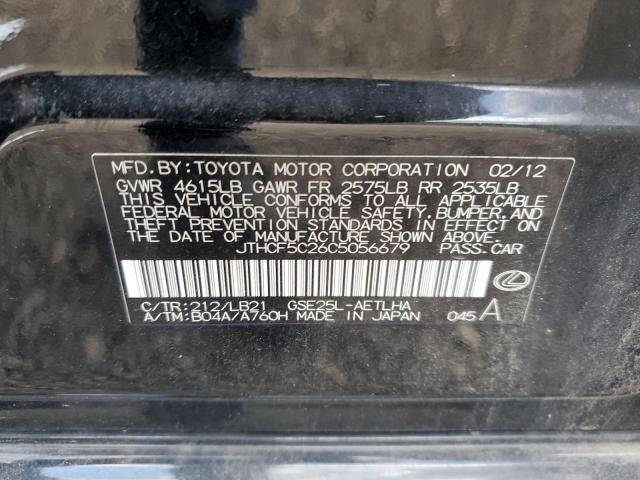 MFD.BY:TOYOTA MOTOR CORPORATION 02/12
GVWR 4615LB GAWR FR 2575LB RR 2535LB
THIS VEHICLE CONFORMS TO ALL APPLICABLE
FEDERAL MOTOR VEHICLE SAFETY,BUMPER,AND
THEFT PREVENTION STANDARDS IN EFFECT ON
THE DATE OF MANUFACTURE SHOWN ABOVE.
JTHCF5C26C5056679 PASS.CAR
C/TR:212/LB21 GSE25L-AETLHA
A/TM:B04A/A760H MADE IN JAPAN 045 A